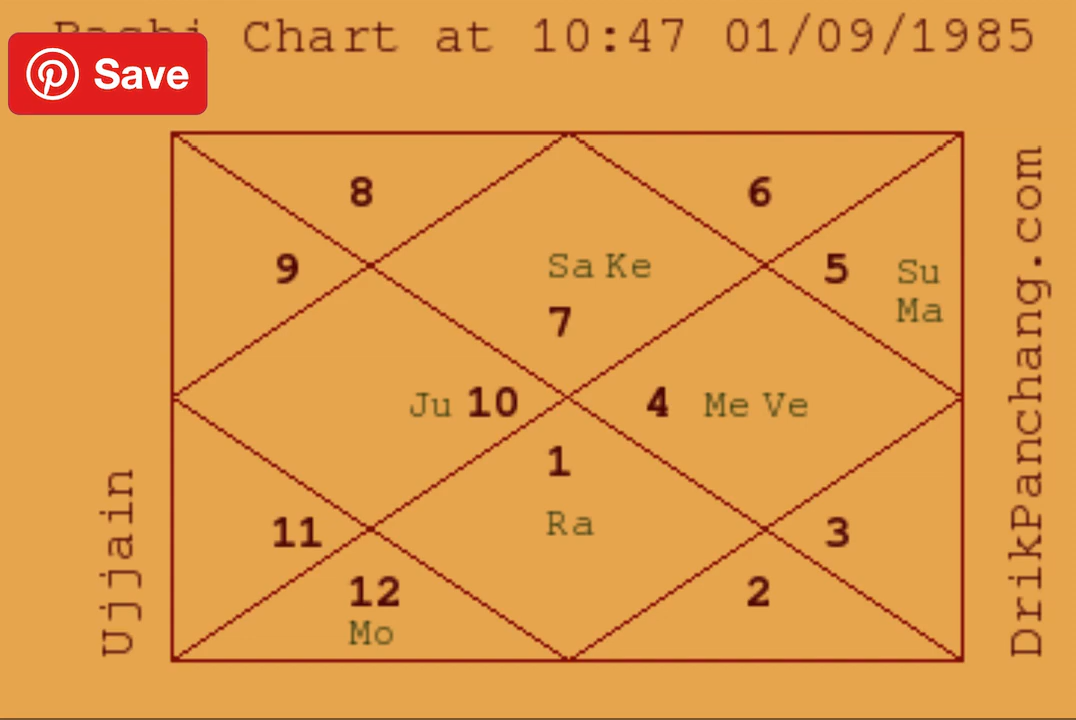 Chart at 10:47 01/09/1985
Save
8
6
9
5 Su
Ma
Sa Ke
7
Ju 10
4 Me Ve
1
Ra
11
3
12
Mo
2
Ujjain
DrikPanchang.com